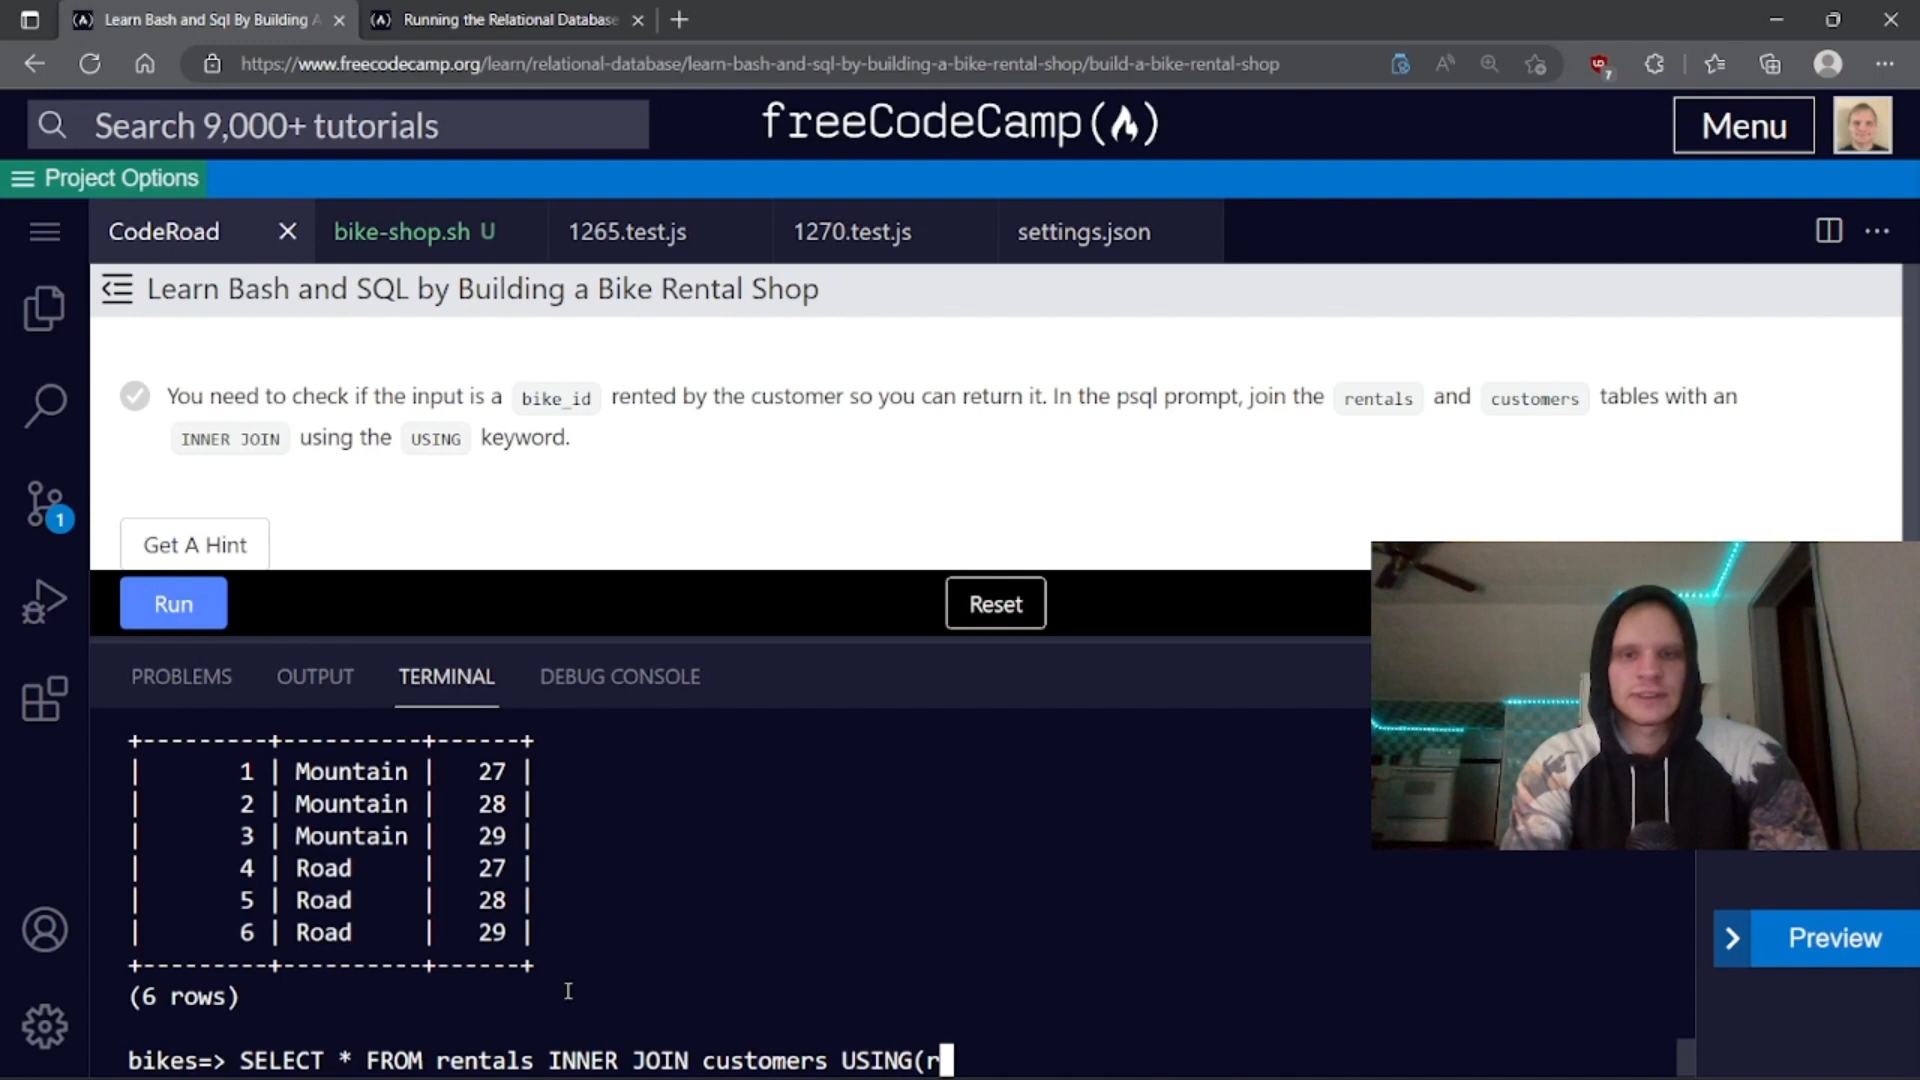 Learn Bash and Sql By Building A
Running the Relational Database
https://www.freecodecamp.org/learn/relational-database/learn-bash-and-sql-by-building-a-bike-rental-shop/build-a-bike-rental-shop
7
Search 9,000+ tutorials
freeCodeCamp
Menu
Project Options
CodeRoad
bike-shop.sh U
1265.test.js
1270.test.js
settings.json
Learn Bash and SQL by Building a Bike Rental Shop
You need to check if the input is a bike_id rented by the customer so you can return it. In the psql prompt, join the rentals and customers tables with an
INNER JOIN using the USING keyword.
1
Get A Hint
Run
Reset
PROBLEMS OUTPUT TERMINAL DEBUG CONSOLE
+---------+----------+------+
| 1 | Mountain | 27 |
| 2 | Mountain | 28 |
| 3 | Mountain | 29 |
| 4 | Road | 27 |
| 5 | Road | 28 |
| 6 | Road | 29 |
+---------+----------+------+
(6 rows)
Preview
bikes=> SELECT * FROM rentals INNER JOIN customers USING(r